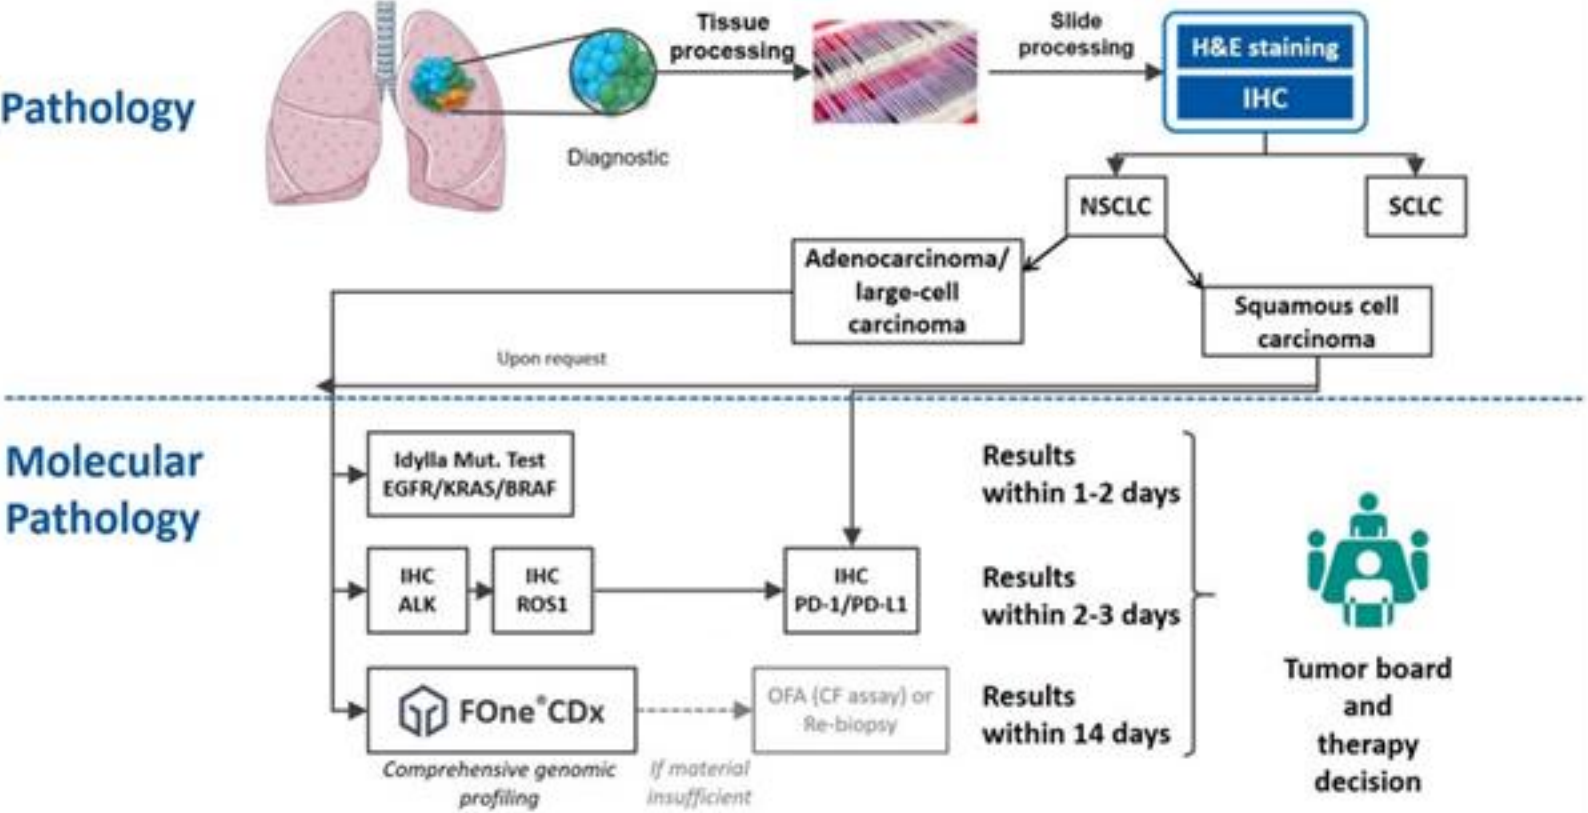 Pathology
Diagnostic
Tissue
processing
Slide
processing
H&E staining
IHC
NSCLC
SCLC
Adenocarcinoma/
large-cell
carcinoma
Squamous cell
carcinoma
Upon request
Molecular
Pathology
Idylla Mut. Test
EGFR/KRAS/BRAF
Results
within 1-2 days
IHC
ALK
IHC
ROS1
IHC
PD-1/PD-L1
Results
within 2-3 days
FOne®CDx
OFA (CF assay) or
Re-biopsy
Results
within 14 days
Comprehensive genomic
profiling
If material
insufficient
Tumor board
and
therapy
decision